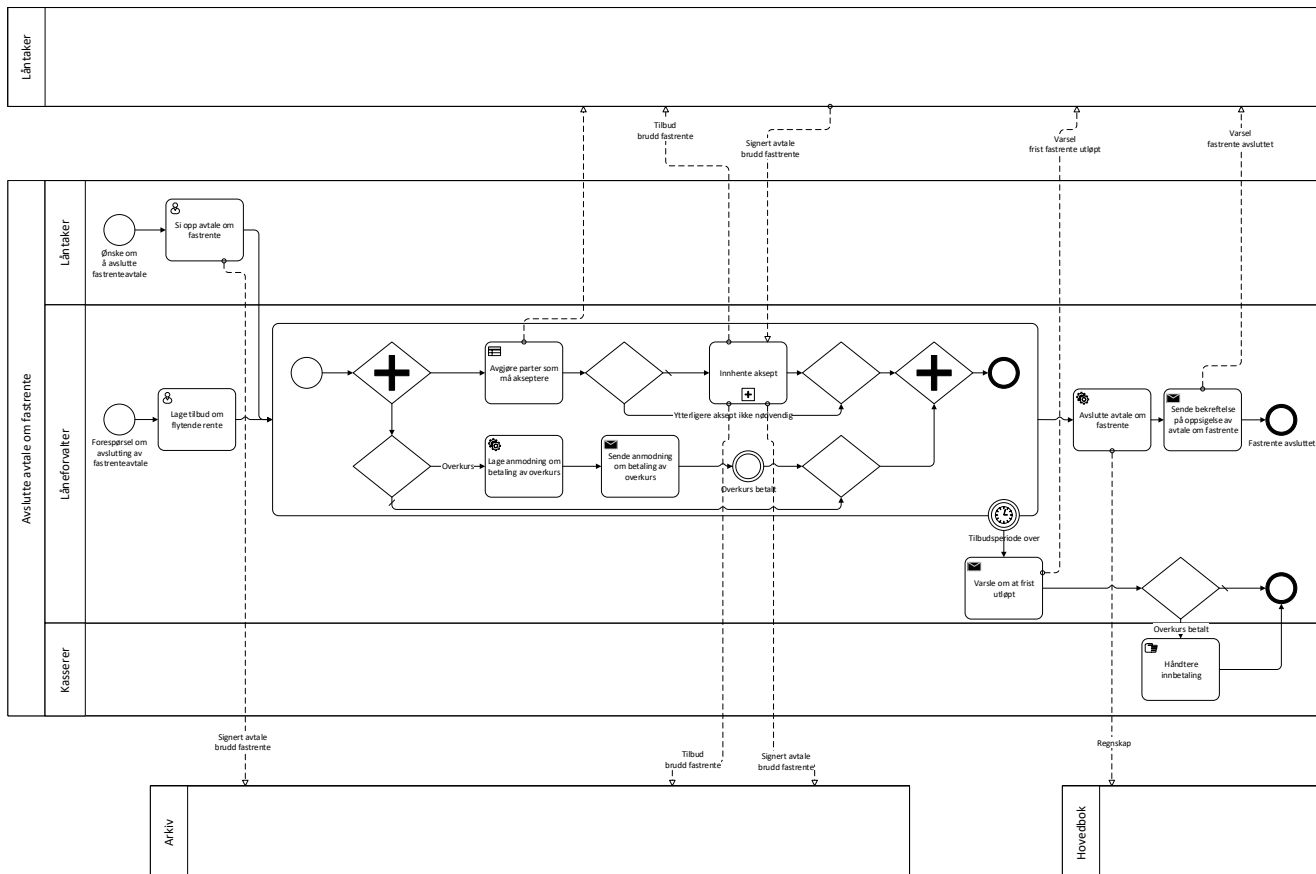 Låntaker
Tilbud
brudd fastrente
Signert avtale
brudd fasttrente
Varsel
frist fastrente utløpt
Varsel
fastrente avsluttet
Avslutte avtale om fastrente
Låntaker
Ønske om
å avslutte
fastrenteavtale
Si opp avtale om
fastrente
Låneforvalter
Forespørsel om
avslutting av
fastrenteavtale
Lage tilbud om
flytende rente
Avgjøre parter som
må akseptere
Innhente aksept
Ytterligere aksept ikke nødvendig
Overkurs
Lage anmodning om
betaling av overkurs
Sende anmodning
om betaling av
overkurs
Overkurs betalt
Avslutte avtale om
fastrente
Sende bekreftelse
på oppsigelse av
avtale om fastrente
Fastrente avsluttet
Tilbudsperiode over
Varsle om at frist
utløpt
Overkurs betalt
Kasserer
Håndtere
innbetaling
Signert avtale
brudd fastrente
Tilbud
brudd fastrente
Signert avtale
brudd fastrente
Regnskap
Arkiv
Hovedbok